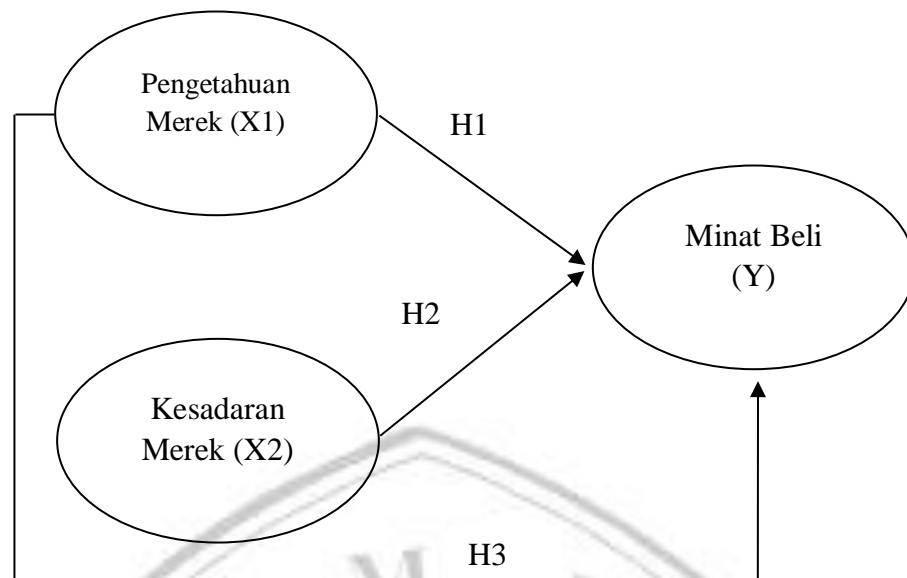 Pengetahuan
Merek (X1)
H1
Minat Beli
(Y)
H2
Kesadaran
Merek (X2)
H3
M